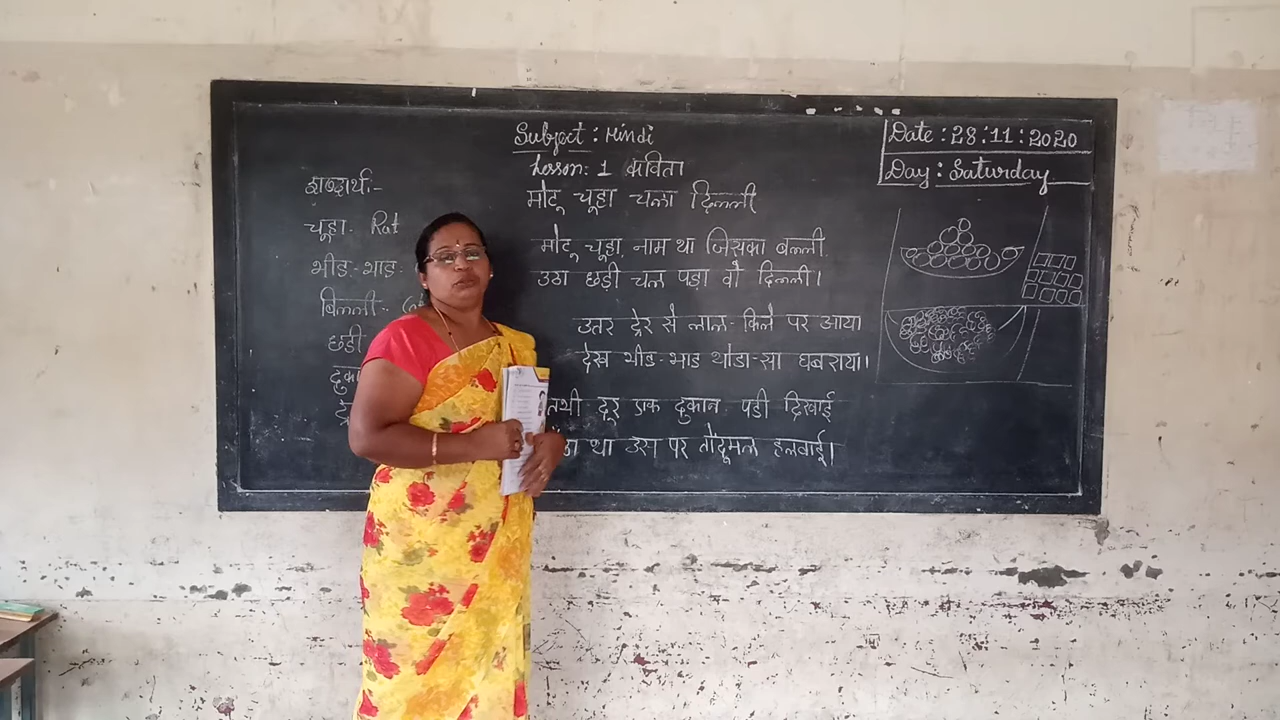 Subject : Hindi
Date : 28 : 11 : 2020
Day : Saturday
Lesson: 1 कविता
मोटू चूहा चला दिल्ली
शब्दार्थ:-
चूहा - Rat
भीड़ - भाड़ -
बिल्ली -
छड़ी
मोटू चूहा, नाम था जिसका बल्ली
उठा छड़ी चल पड़ा वो दिल्ली।
उतर ट्रेन से लाल - किले पर आया
देख भीड़ - भाड़ थोड़ा - सा घबराया।
तभी दूर एक दुकान पड़ी दिखाई
था उस पर तोंदूमल हलवाई।